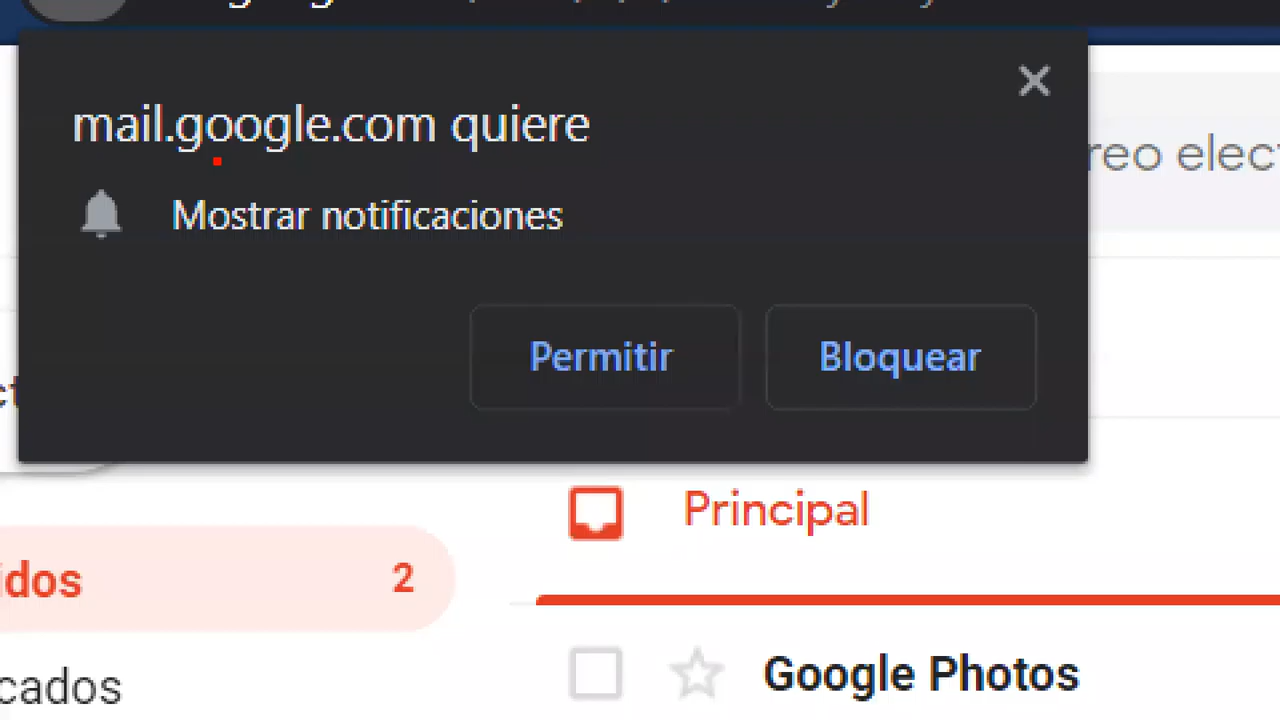 mail.google.com quiere
reo elec
Mostrar notificaciones
Permitir
Bloquear
Principal
idos
2
Google Photos
cados